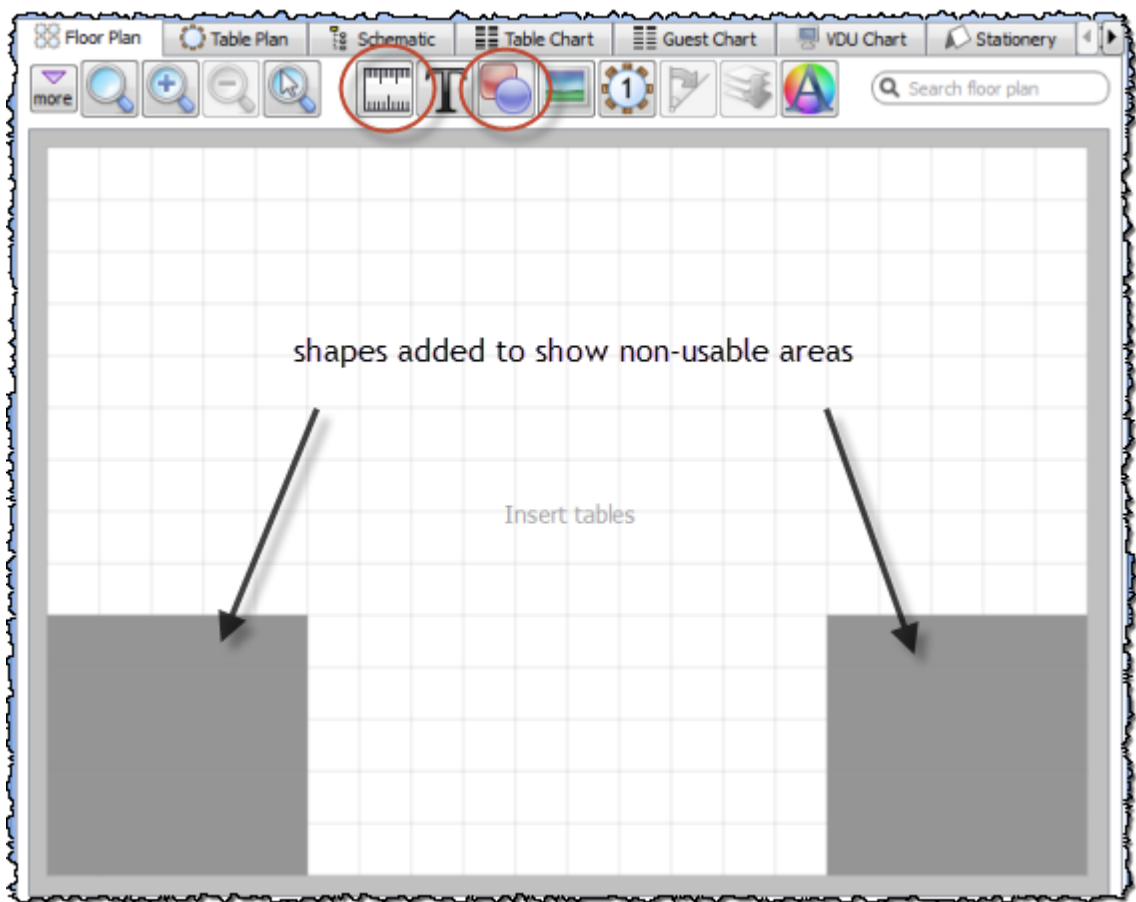 Floor Plan
Table Plan
Schematic
Table Chart
Guest Chart
VDU Chart
Stationery
more
T
1
A
Search floor plan
shapes added to show non-usable areas
Insert tables